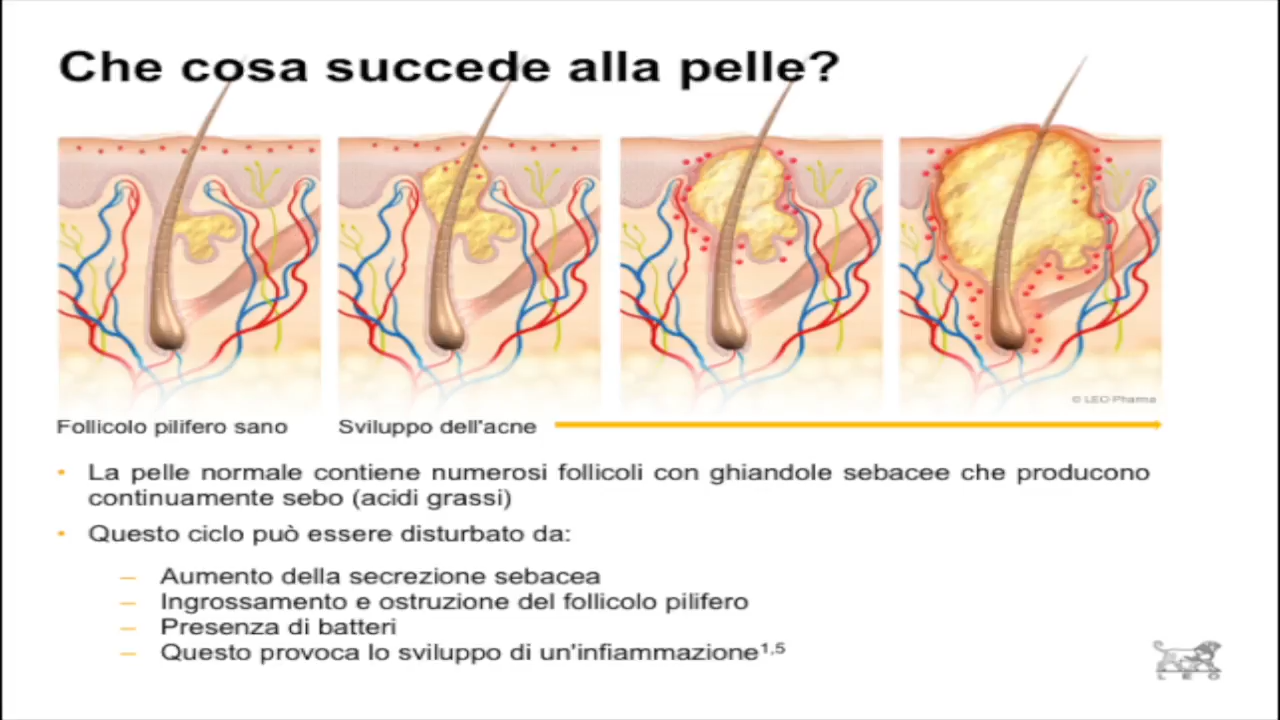 Che cosa succede alla pelle?
© LEO Pharma
Follicolo pilifero sano
Sviluppo dell'acne
• La pelle normale contiene numerosi follicoli con ghiandole sebacee che producono
continuamente sebo (acidi grassi)
• Questo ciclo può essere disturbato da:
– Aumento della secrezione sebacea
– Ingrossamento e ostruzione del follicolo pilifero
– Presenza di batteri
– Questo provoca lo sviluppo di un'infiammazione1,5
L E O